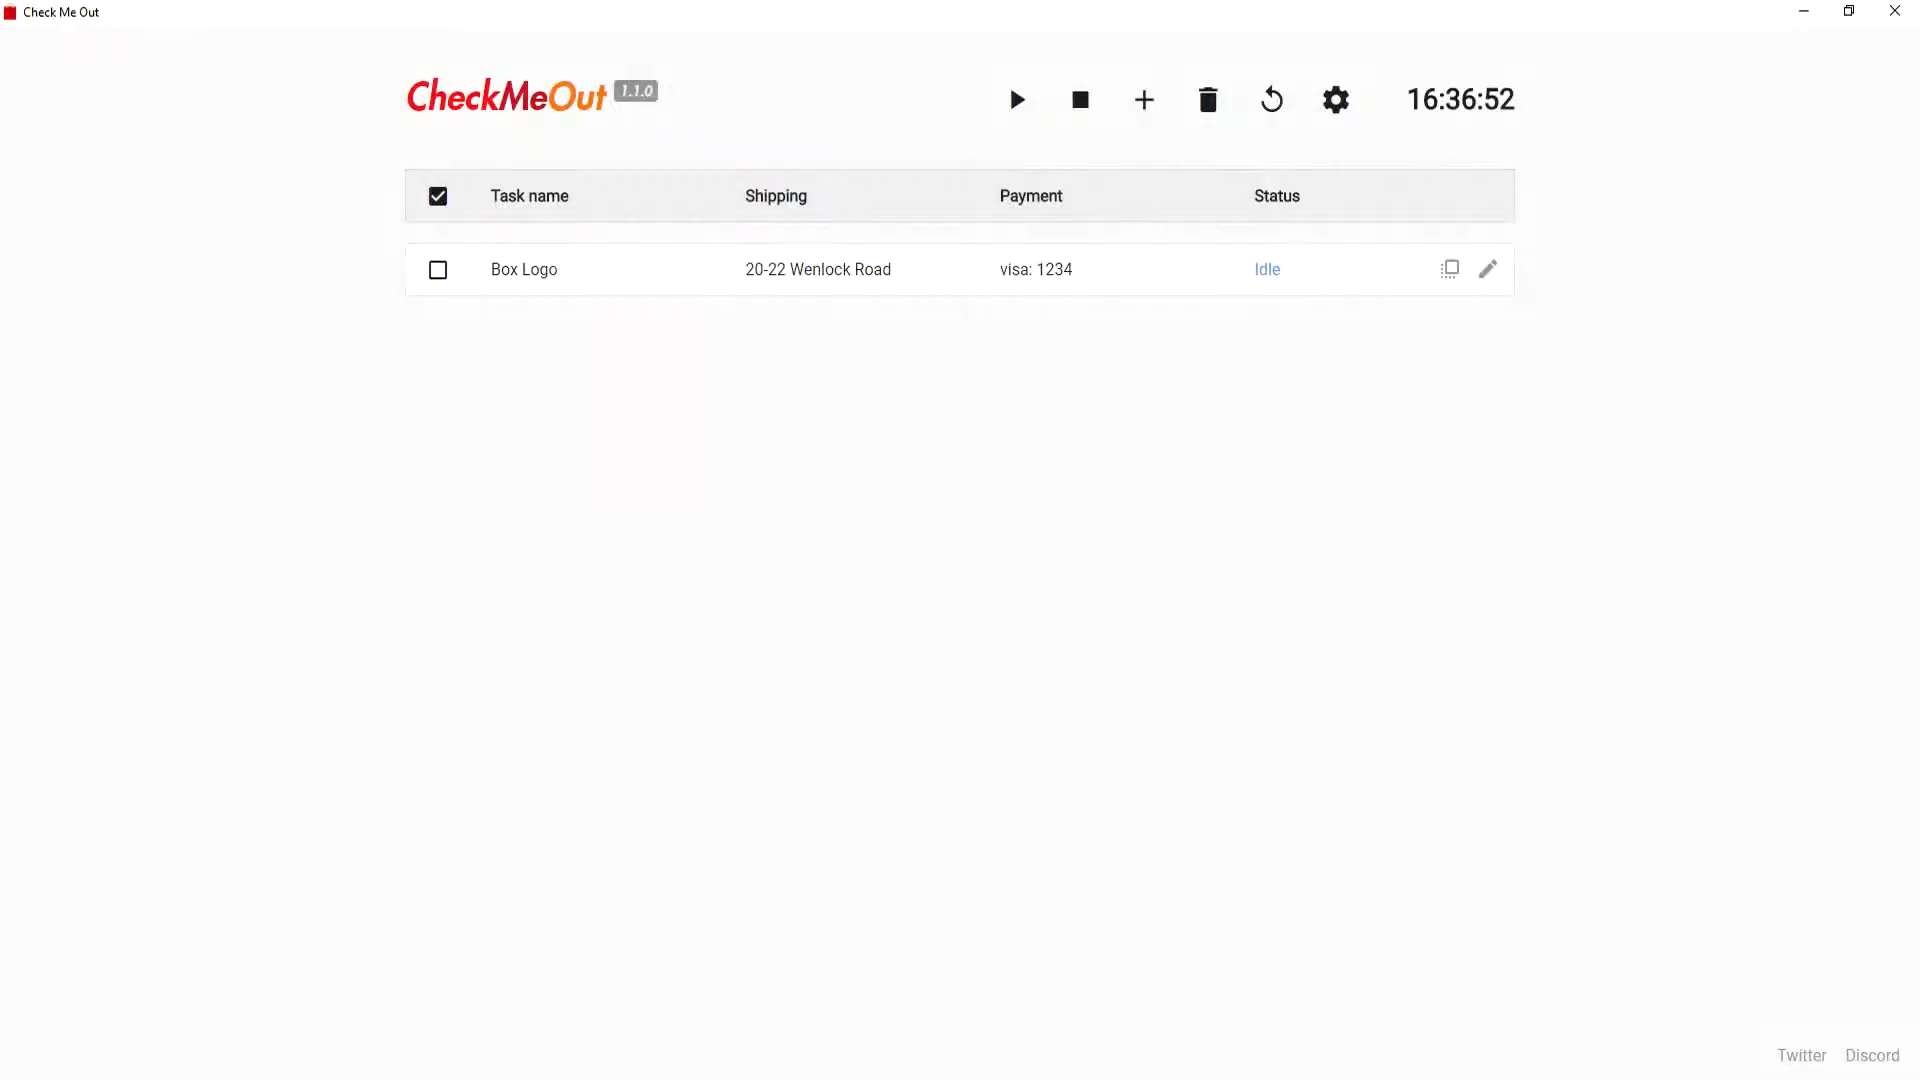 Check Me Out
CheckMeOut 1.1.0
16:36:52
Task name Shipping Payment Status
Box Logo 20-22 Wenlock Road visa: 1234 Idle
Twitter Discord